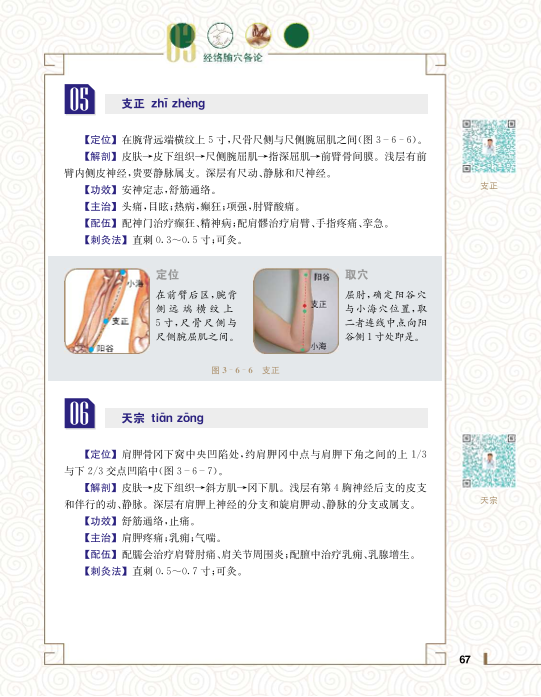 03
经络腧穴各论
05
支正 zhī zhèng
【定位】在腕背远端横纹上 5 寸,尺骨尺侧与尺侧腕屈肌之间(图 3-6-6)。
【解剖】皮肤→皮下组织→尺侧腕屈肌→指深屈肌→前臂骨间膜。浅层有前
臂内侧皮神经,贵要静脉属支。深层有尺动、静脉和尺神经。
【功效】安神定志,舒筋通络。
【主治】头痛,目眩;热病,癫狂;项强,肘臂酸痛。
【配伍】配神门治疗癫狂、精神病;配肩髎治疗肩臂、手指疼痛、挛急。
【刺灸法】直刺 0.3~0.5 寸;可灸。
支正
小海
支正
阳谷
定位
在前臂后区,腕背
侧远端横纹上
5 寸,尺骨尺侧与
尺侧腕屈肌之间。
阳谷
支正
小海
取穴
屈肘,确定阳谷穴
与小海穴位置,取
二者连线中点向阳
谷侧 1 寸处即是。
图 3-6-6 支正
06
天宗 tiān zōng
【定位】肩胛骨冈下窝中央凹陷处,约肩胛冈中点与肩胛下角之间的上 1/3
与下 2/3 交点凹陷中(图 3-6-7)。
【解剖】皮肤→皮下组织→斜方肌→冈下肌。浅层有第 4 胸神经后支的皮支
和伴行的动、静脉。深层有肩胛上神经的分支和旋肩胛动、静脉的分支或属支。
【功效】舒筋通络,止痛。
【主治】肩胛疼痛;乳痈;气喘。
【配伍】配臑会治疗肩臂肘痛、肩关节周围炎;配膻中治疗乳痈、乳腺增生。
【刺灸法】直刺 0.5~0.7 寸;可灸。
天宗
67